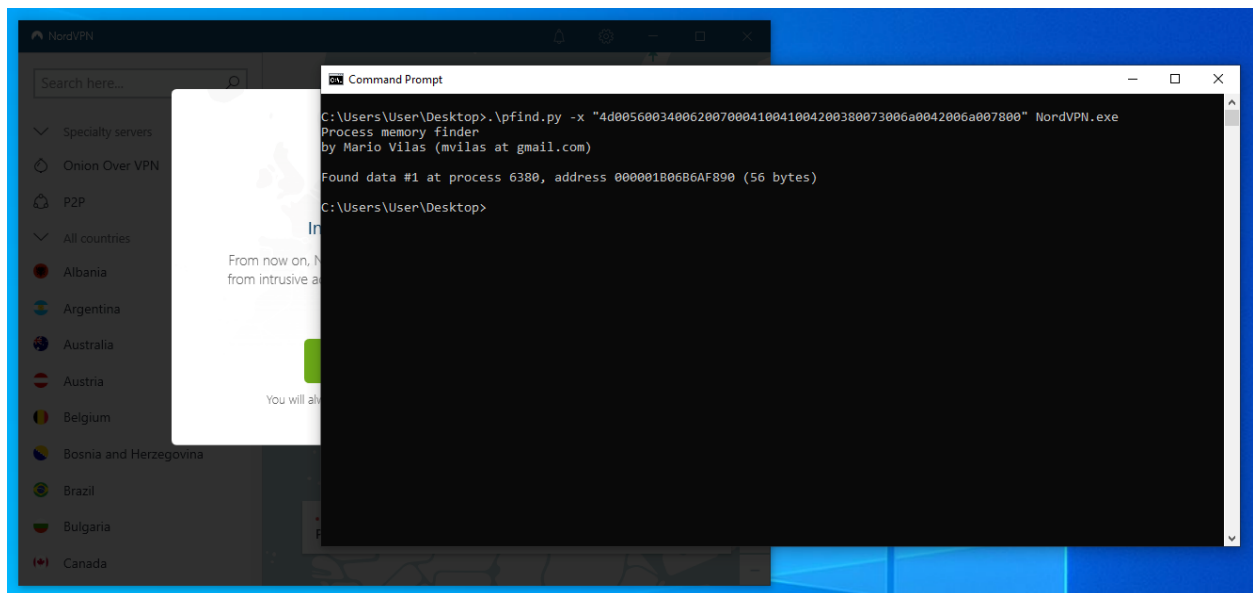 NordVPN
Search here...
Specialty servers
Onion Over VPN
P2P
All countries
Albania
Argentina
Australia
Austria
Belgium
Bosnia and Herzegovina
Brazil
Bulgaria
Canada
From now on,
from intrusive
You will
Command Prompt
C:\Users\User\Desktop>.\pfind.py -x "4d005600340062007000410041004200380073006a0042006a007800" NordVPN.exe
Process memory finder
by Mario Vilas (mvilas at gmail.com)
Found data #1 at process 6380, address 000001B06B6AF890 (56 bytes)
C:\Users\User\Desktop>